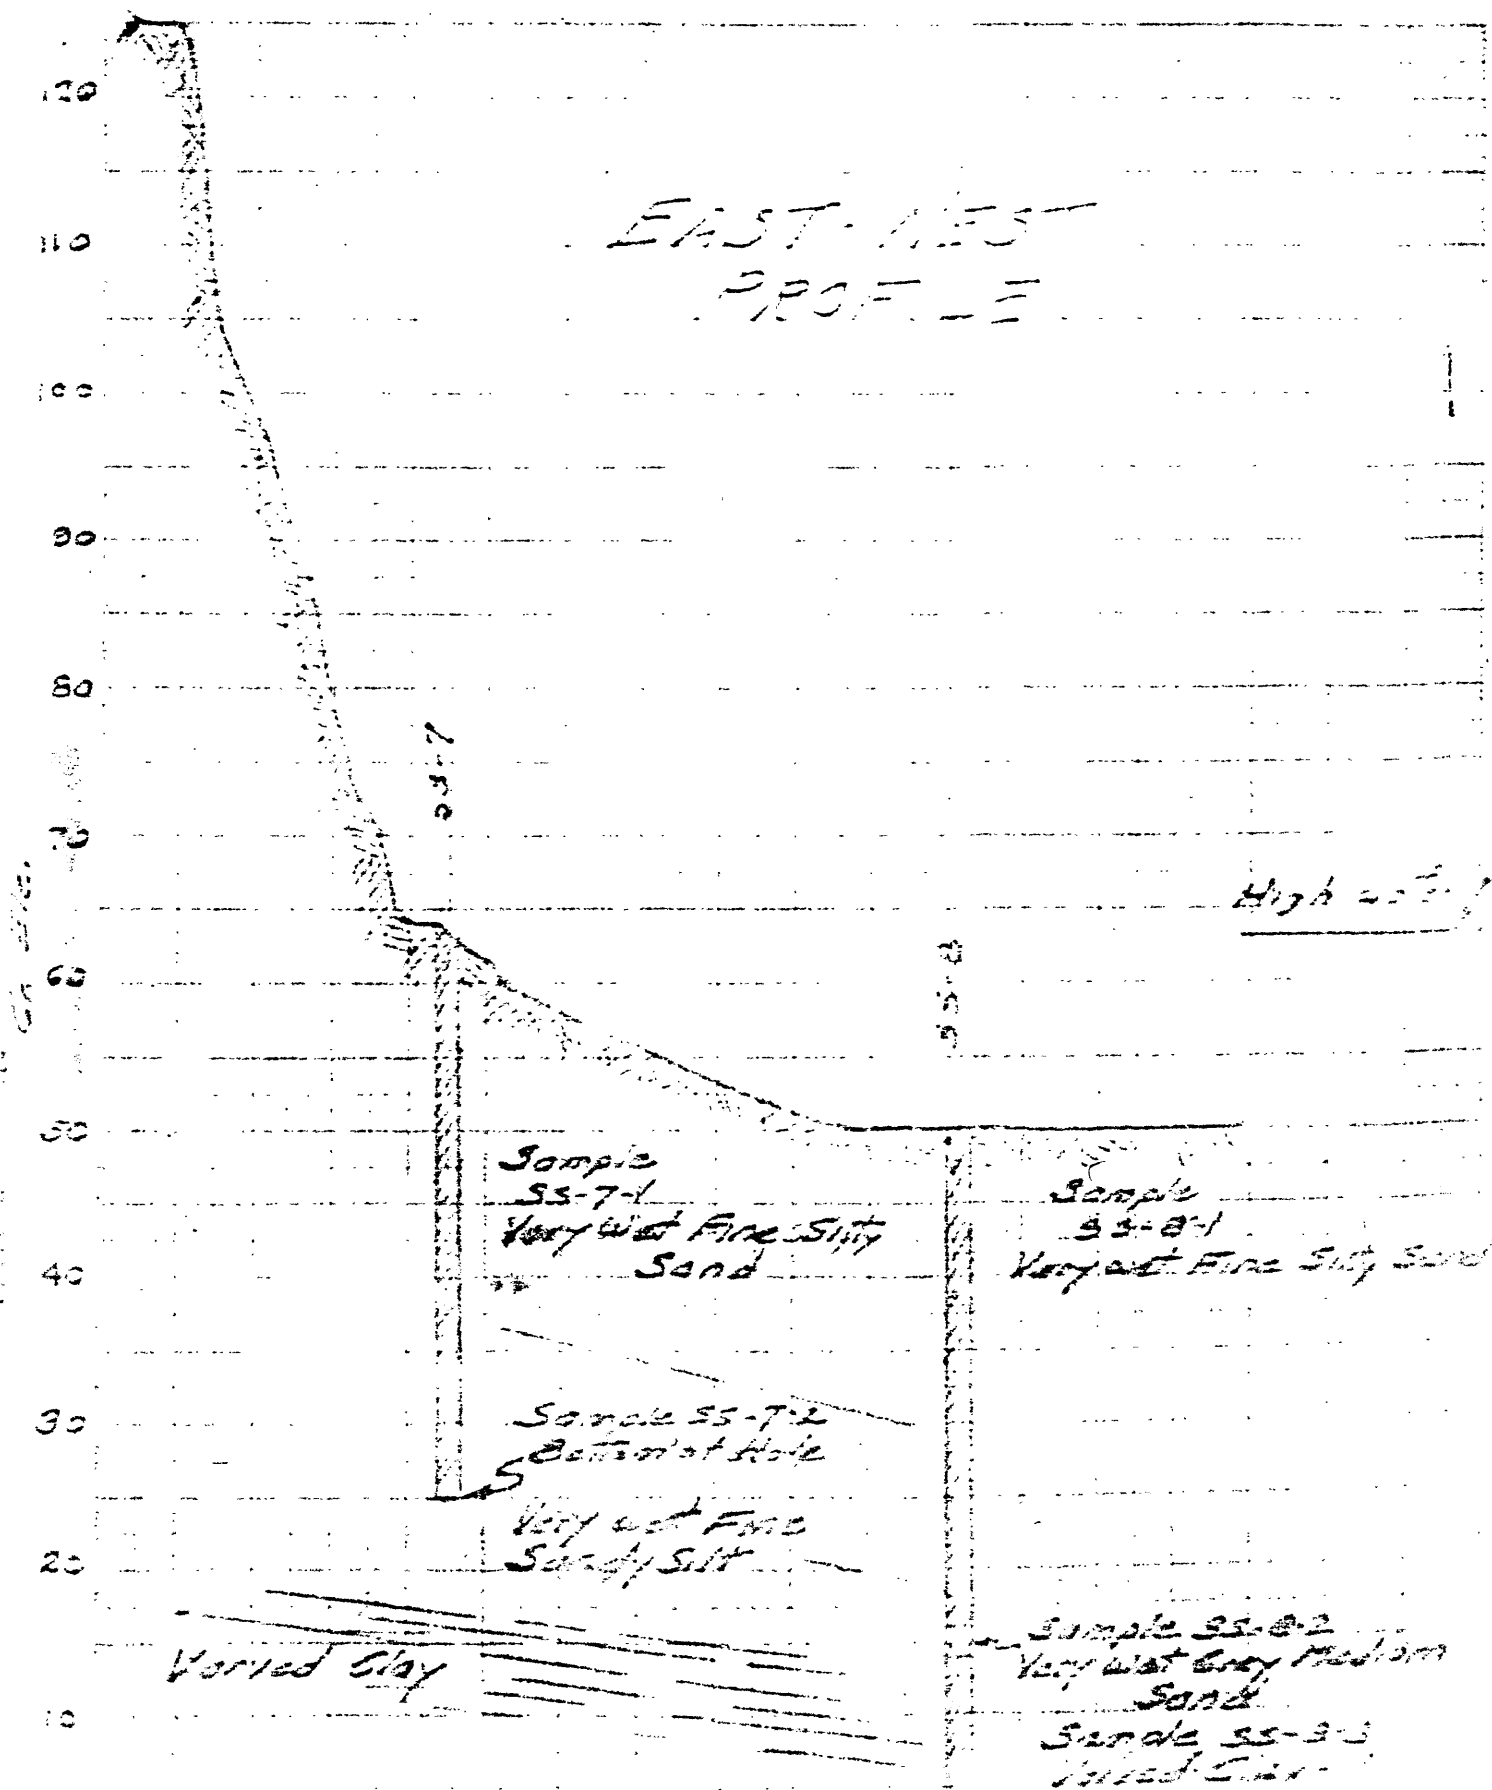 EAST-WEST
PROFILE
120
110
100
90
80
70
60
50
40
30
20
10
SS-7
SS-8
High
Sample
SS-7-1
Very Wet Fine Silty
Sand
Sample
SS-8-1
Very Wet Fine Silty Sand
Sample SS-7-2
Bottom of Hole
Very Wet Fine
Sandy Silt
Varved Clay
Sample SS-8-2
Very Wet Grey Medium
Sand
Sample SS-8-3
Varved Clay